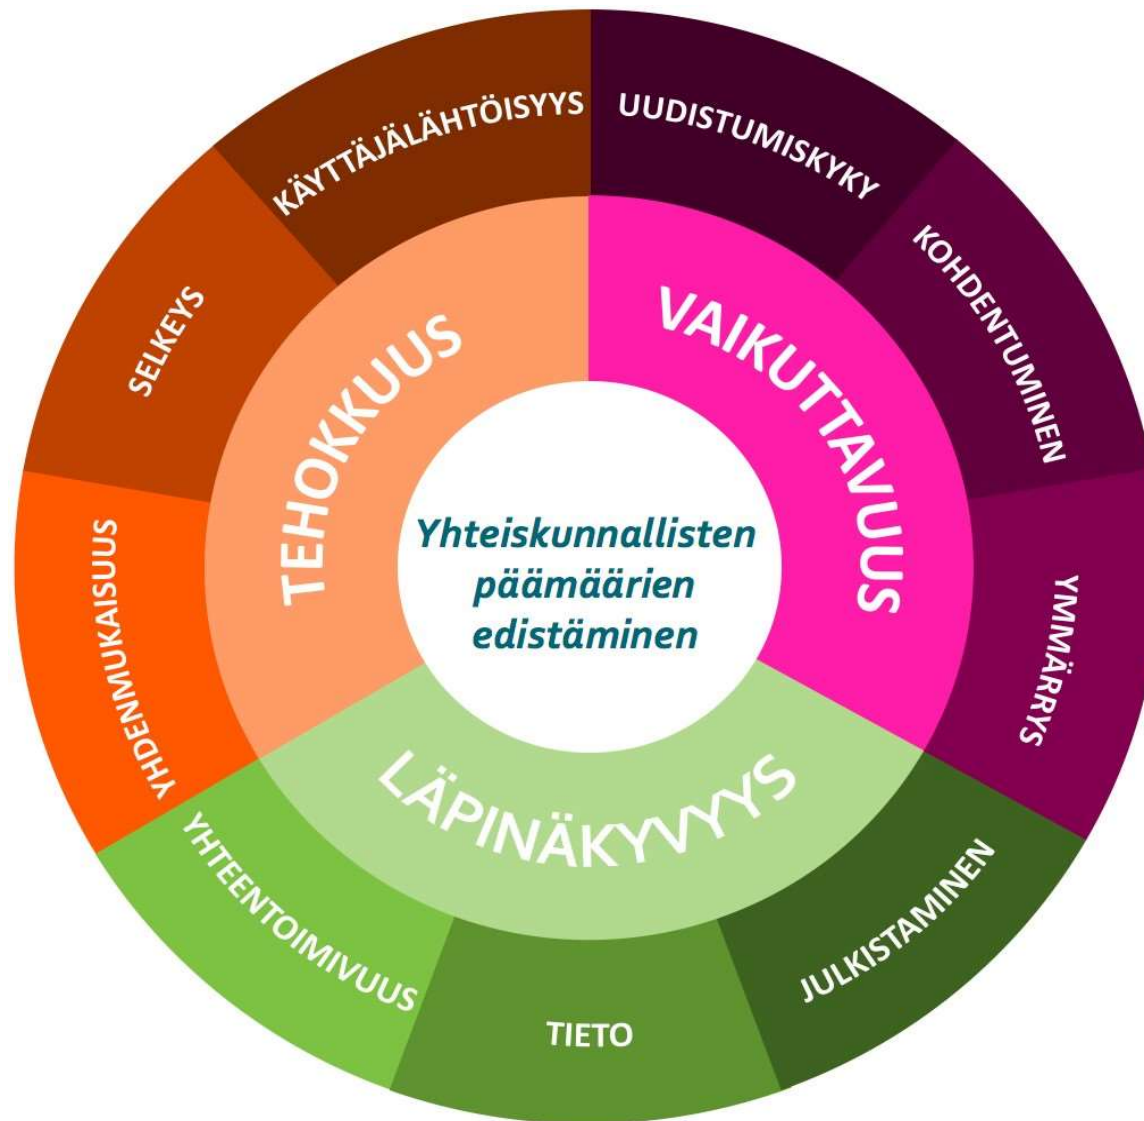 KÄYTTÄJÄLÄHTÖISYYS
UUDISTUMISKYKY
KOHDENTUMINEN
SELKEYS
TEHOKKUUS
VAIKUTTAVUUS
Yhteiskunnallisten
päämäärien
edistäminen
YHDENMUKAISUUS
YMMÄRRYS
LÄPINÄKYVYYS
YHTEENTOIMIVUUS
TIETO
JULKISTAMINEN